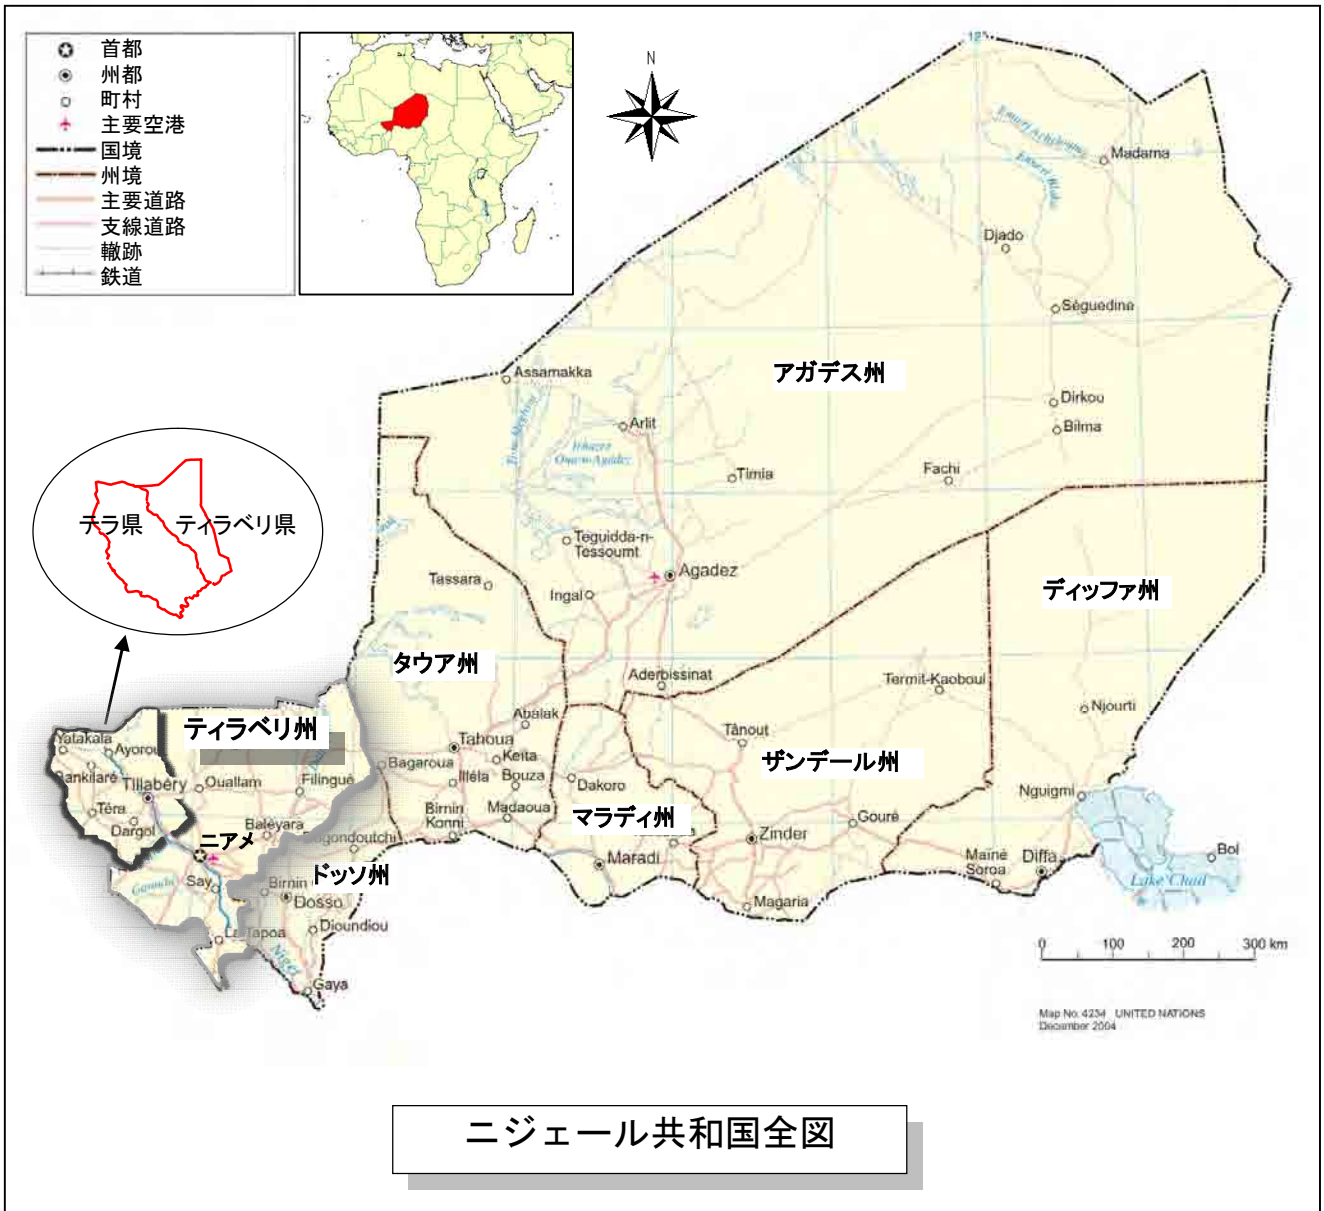 首都
州都
町村
主要空港
国境
州境
主要道路
支線道路
轍跡
鉄道
N
12°
Madama
Djado
Séguedine
アガデス州
Assamakka
Dirkou
Arlit
Bilma
Fachi
Timia
テラ県
ティラベリ県
Teguidda-n-
Tessoumt
Agadez
Tassara
Ingal
ディッファ州
タウア州
Aderbissinat
Termit-Kaoboul
Njourti
Abalak
ティラベリ州
Tânout
Yatakala
Ayorou
Tahoua
Keita
ザンデール州
Bankilaré
Bagaroua
Tillabéry
Ouallam
Filingué
Illéla
Bouza
Dakoro
Nguigmi
Téra
Birnin
Konni
Madaoua
マラディ州
Gouré
Dargol
Baléyara
Zinder
ニアメ
Maradi
Maïné
Soroa
Diffa
Bol
Say
ドッソ州
Lake Chad
Birnin
Dosso
Magaria
La Tapoa
Dioundiou
Niger
Gaya
0 100 200 300 km
Map No. 4234 UNITED NATIONS
December 2004
ニジェール共和国全図